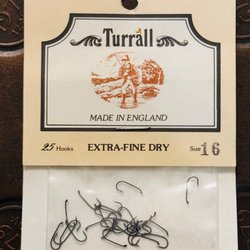 Turrall
MADE IN ENGLAND
25 Hooks EXTRA-FINE DRY Size 16